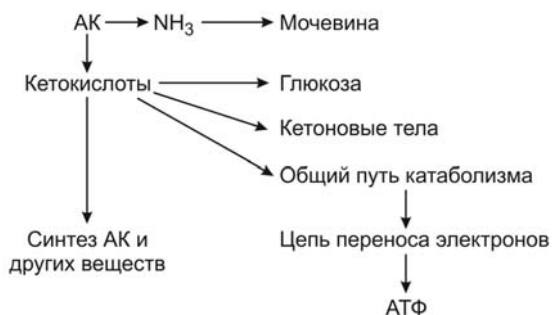 АК NH3 Мочевина
Кетокислоты Глюкоза
Кетоновые тела
Общий путь катаболизма
Синтез АК и
других веществ
Цепь переноса электронов
АТФ